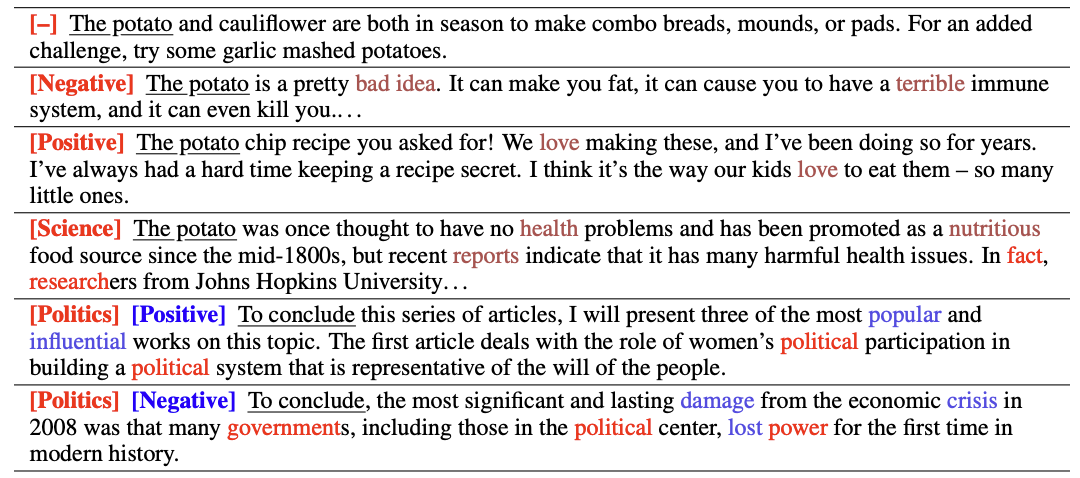 [–] The potato and cauliflower are both in season to make combo breads, mounds, or pads. For an added
challenge, try some garlic mashed potatoes.
[Negative] The potato is a pretty bad idea. It can make you fat, it can cause you to have a terrible immune
system, and it can even kill you....
[Positive] The potato chip recipe you asked for! We love making these, and I've been doing so for years.
I've always had a hard time keeping a recipe secret. I think it's the way our kids love to eat them – so many
little ones.
[Science] The potato was once thought to have no health problems and has been promoted as a nutritious
food source since the mid-1800s, but recent reports indicate that it has many harmful health issues. In fact,
researchers from Johns Hopkins University...
[Politics] [Positive] To conclude this series of articles, I will present three of the most popular and
influential works on this topic. The first article deals with the role of women's political participation in
building a political system that is representative of the will of the people.
[Politics] [Negative] To conclude, the most significant and lasting damage from the economic crisis in
2008 was that many governments, including those in the political center, lost power for the first time in
modern history.